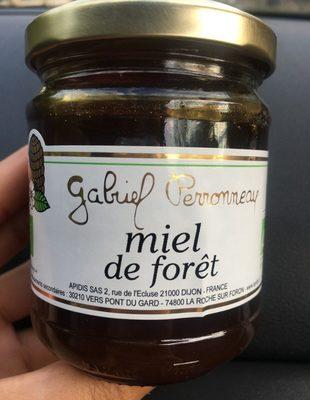 Gabriel Perronneau
miel
de forêt
APIDIS SAS 2, rue de l'Ecluse 21000 DIJON - FRANCE
secondaires : 30210 VERS PONT DU GARD - 74800 LA ROCHE SUR FORON -